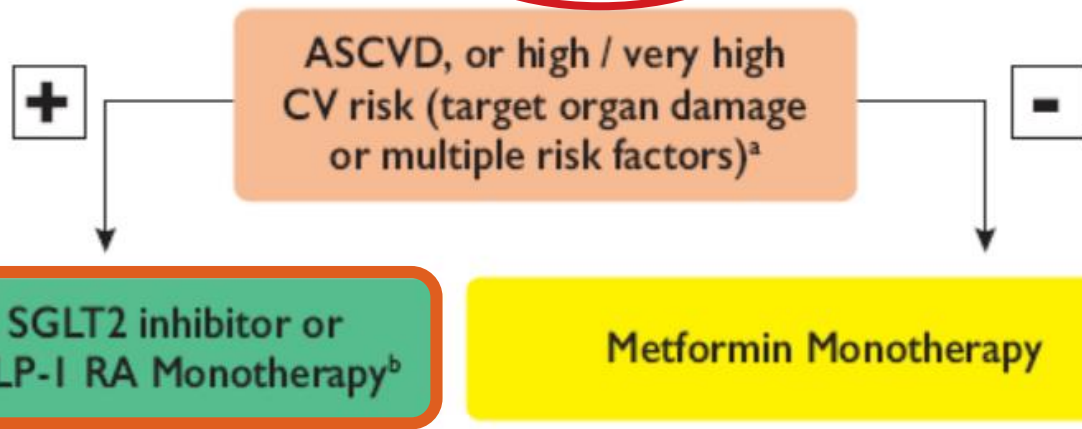 ASCVD, or high / very high
CV risk (target organ damage
or multiple risk factors)ᵃ
+
-
SGLT2 inhibitor or
LP-1 RA Monotherapyᵇ
Metformin Monotherapy